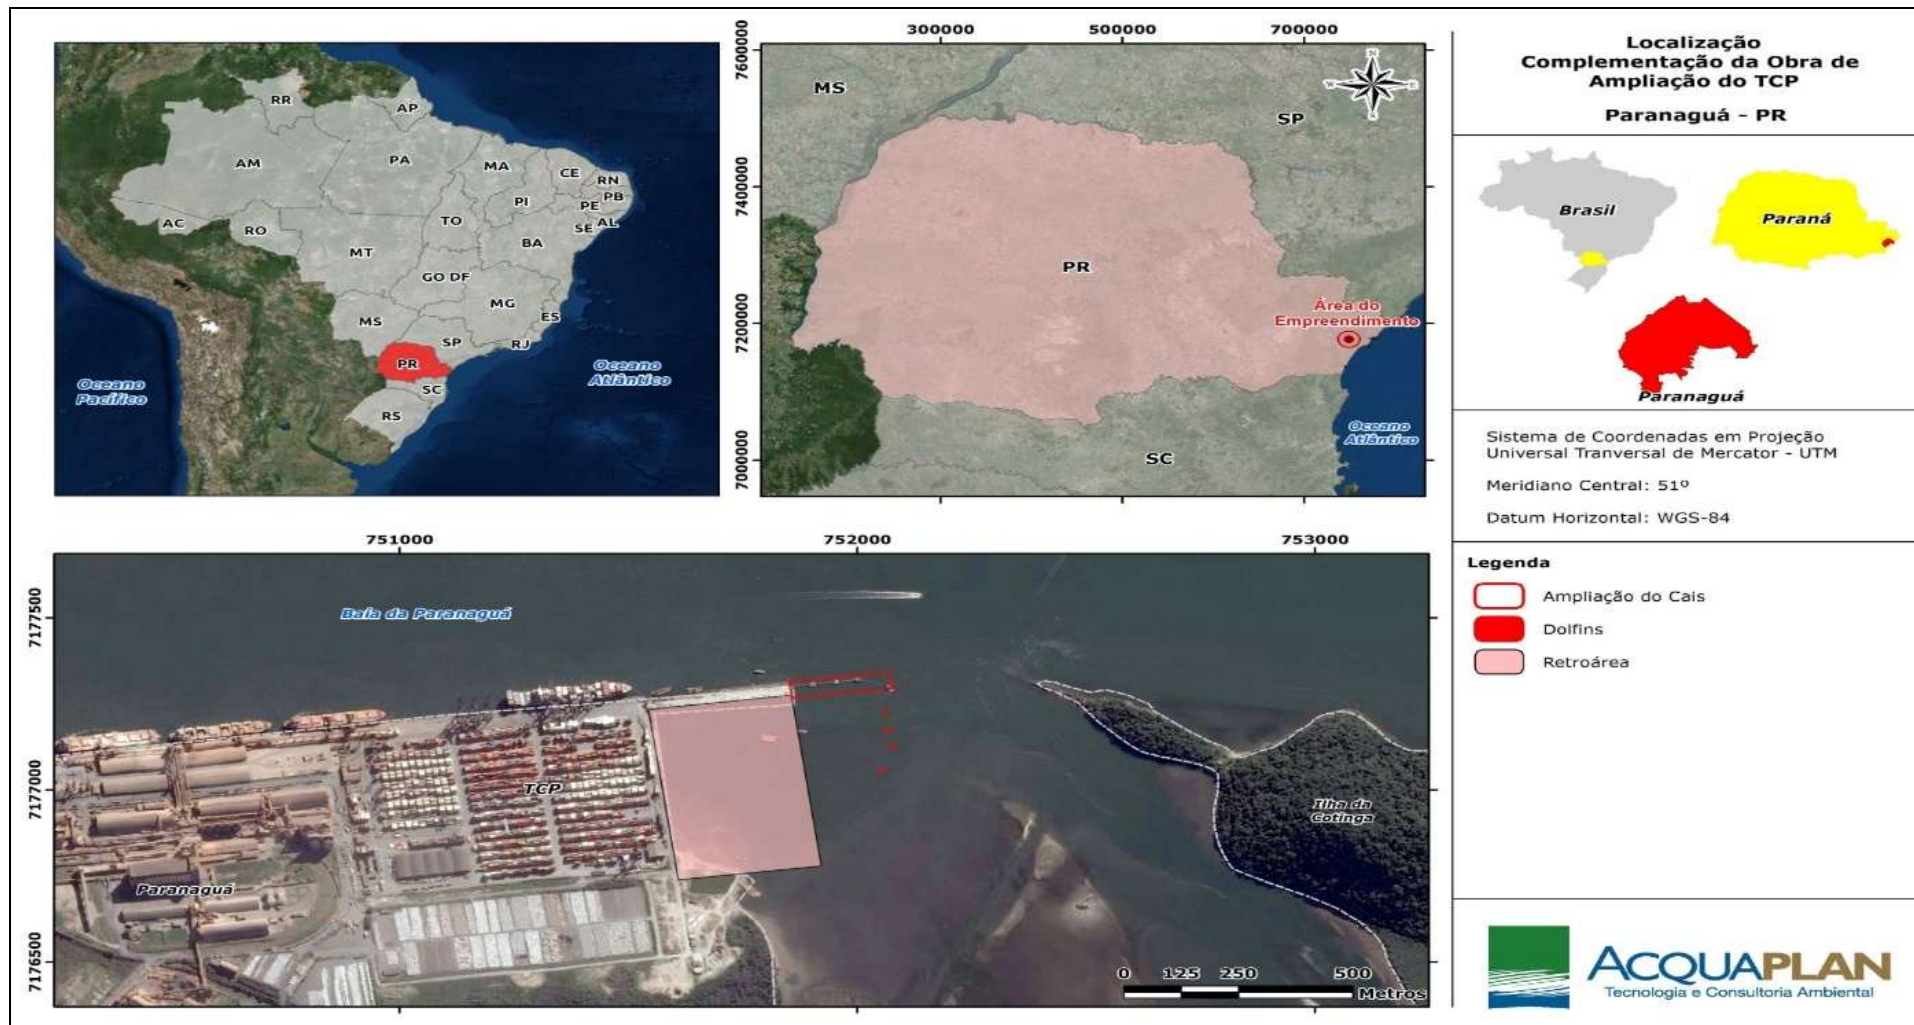 RR
AP
AM
PA
MA
CE
RN
PB
PI
PE
AL
SE
AC
RO
TO
BA
MT
GO
DF
MG
ES
MS
SP
RJ
PR
SC
RS
Oceano
Pacífico
Oceano
Atlântico
300000
500000
700000
7600000
7400000
7200000
7000000
N
W
E
S
MS
SP
PR
SC
Área do
Empreendimento
Oceano
Atlântico
Localização
Complementação da Obra de
Ampliação do TCP
Paranaguá - PR
Brasil
Paraná
Paranaguá
Sistema de Coordenadas em Projeção
Universal Tranversal de Mercator - UTM
Meridiano Central: 51º
Datum Horizontal: WGS-84
751000
752000
753000
7177500
7177000
7176500
Baía da Paranaguá
TCP
Paranaguá
Ilha da
Cotinga
0 125 250 500
Metros
Legenda
Ampliação do Cais
Dolfins
Retroárea
ACQUAPLAN
Tecnologia e Consultoria Ambiental